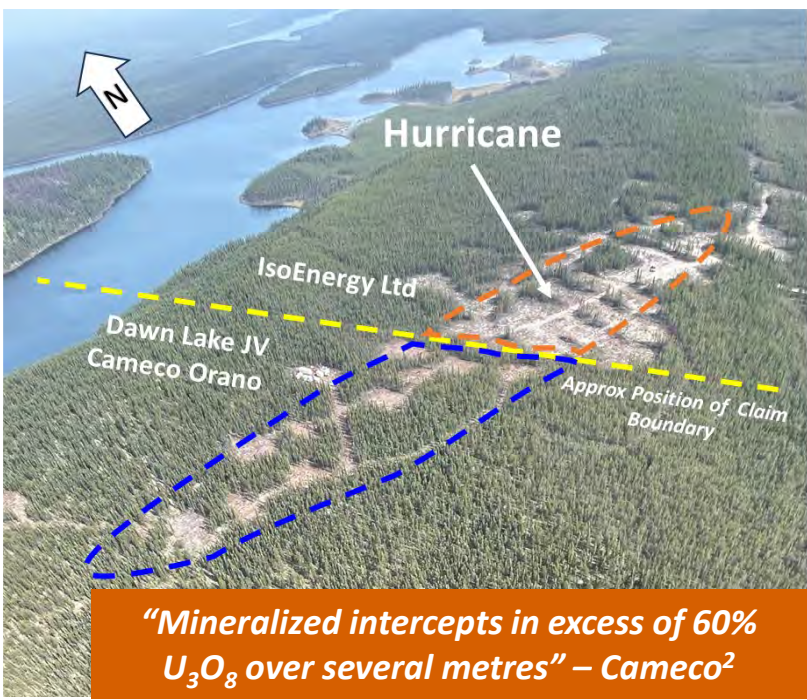 N
Hurricane
IsoEnergy Ltd
Dawn Lake JV
Cameco Orano
Approx Position of Claim
Boundary
“Mineralized intercepts in excess of 60%
U₃O₈ over several metres” – Cameco²